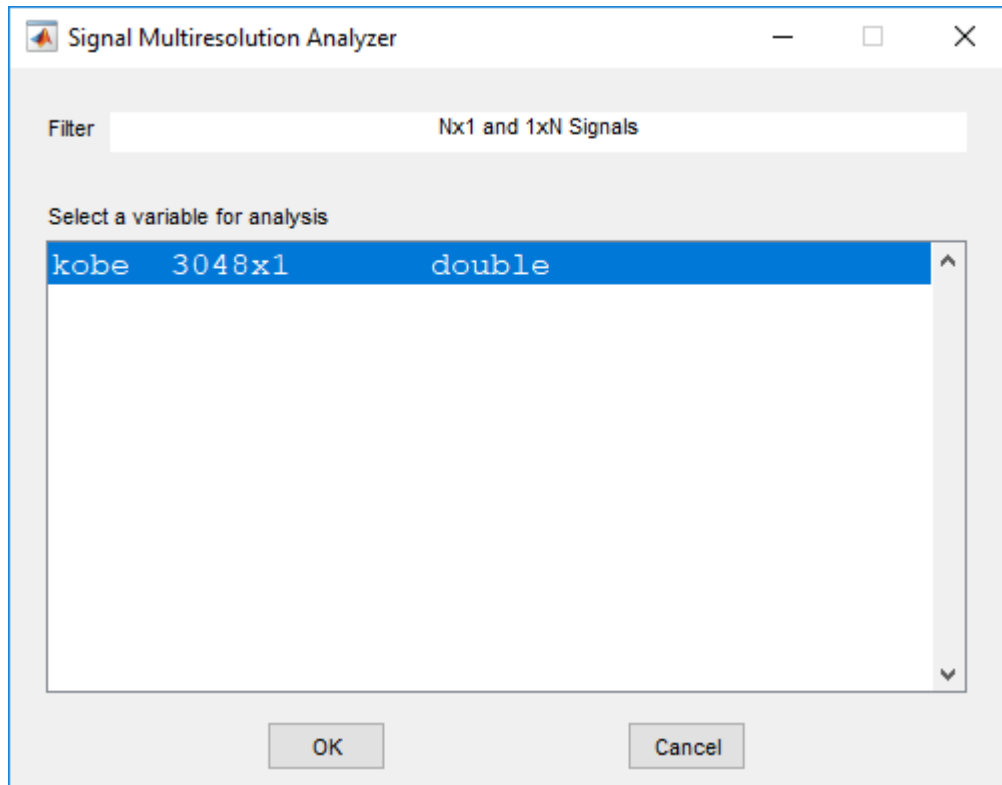 Signal Multiresolution Analyzer
Filter Nx1 and 1xN Signals
Select a variable for analysis
kobe 3048x1 double
OK Cancel